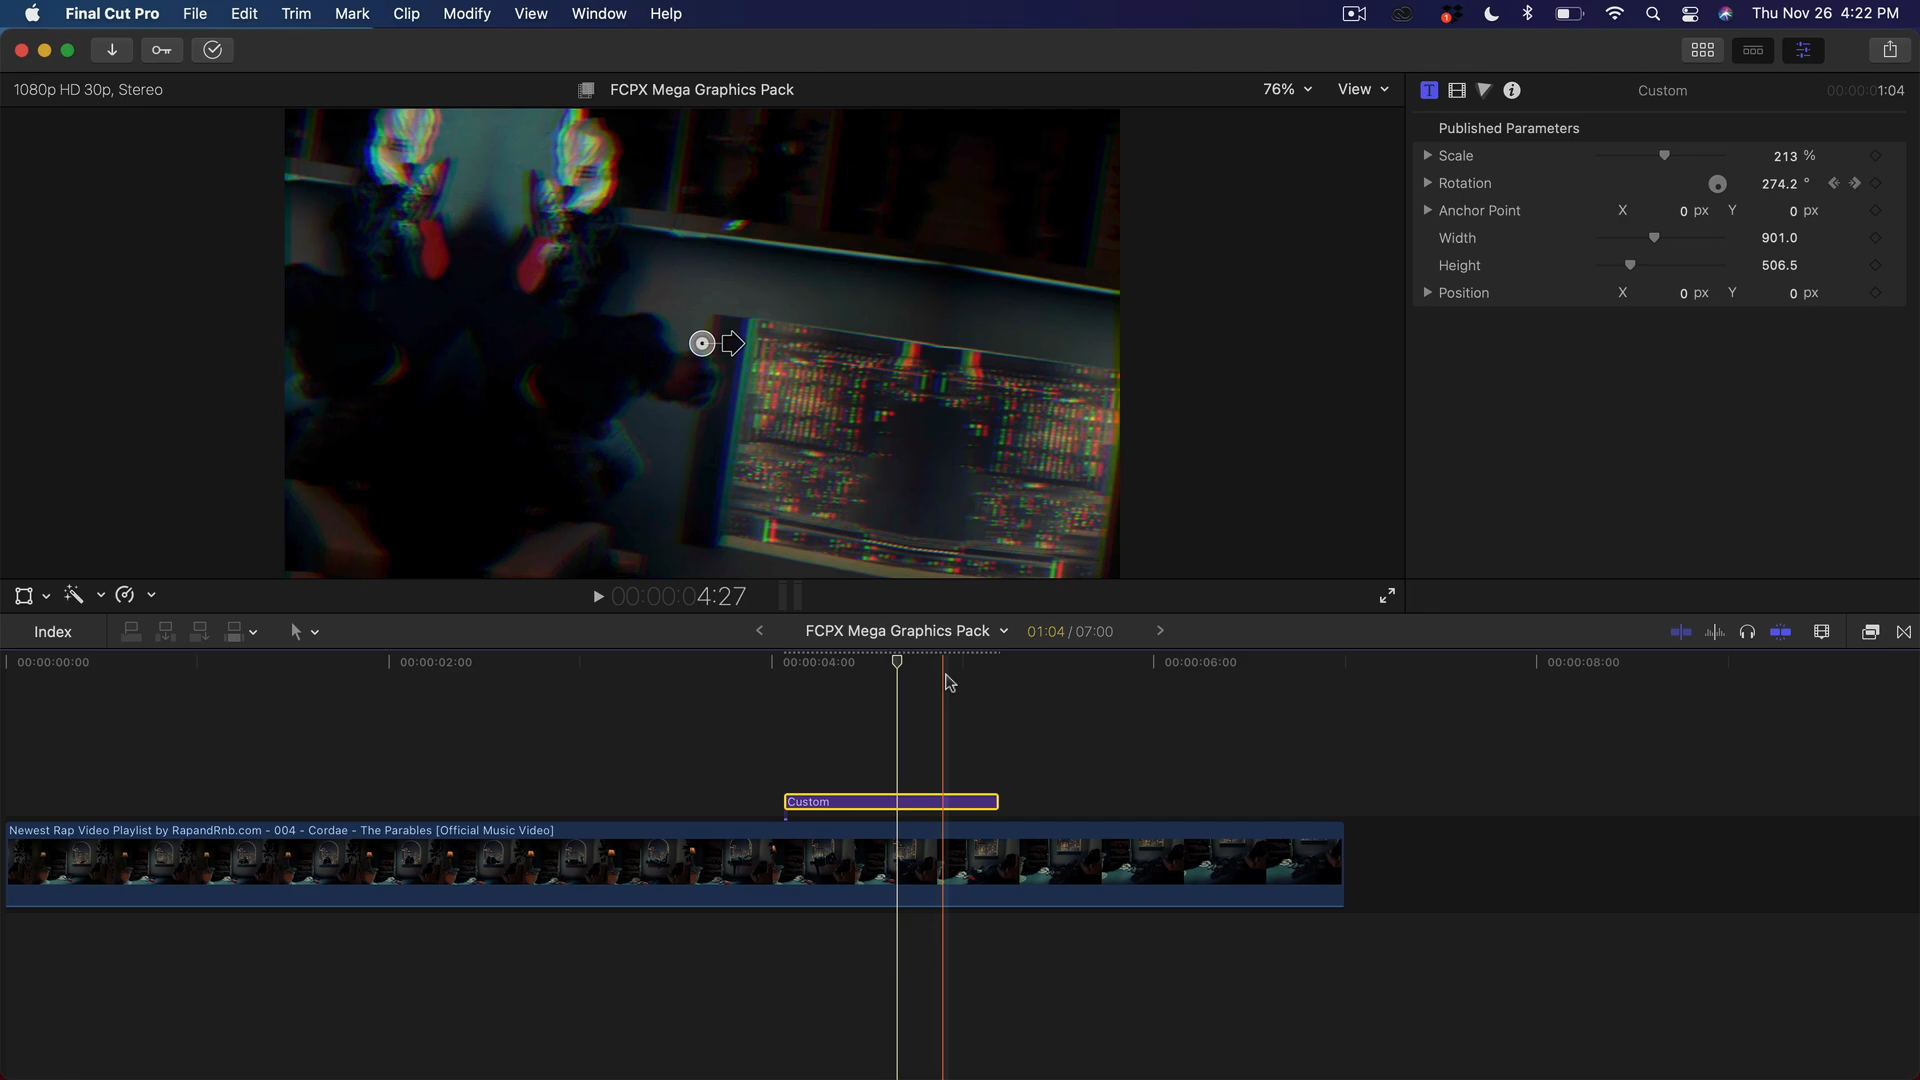 Final Cut Pro File Edit Trim Mark Clip Modify View Window Help 1 Thu Nov 26 4:22 PM
1080p HD 30p, Stereo FCPX Mega Graphics Pack 76% View T i Custom 00:00:01:04
Published Parameters
Scale 213 %
Rotation 274.2 °
Anchor Point X 0 px Y 0 px
Width 901.0
Height 506.5
Position X 0 px Y 0 px
00:00:04:27
Index FCPX Mega Graphics Pack 01:04 / 07:00
00:00:00:00 00:00:02:00 00:00:04:00 00:00:06:00 00:00:08:00
Custom
Newest Rap Video Playlist by RapandRnb.com - 004 - Cordae - The Parables [Official Music Video]